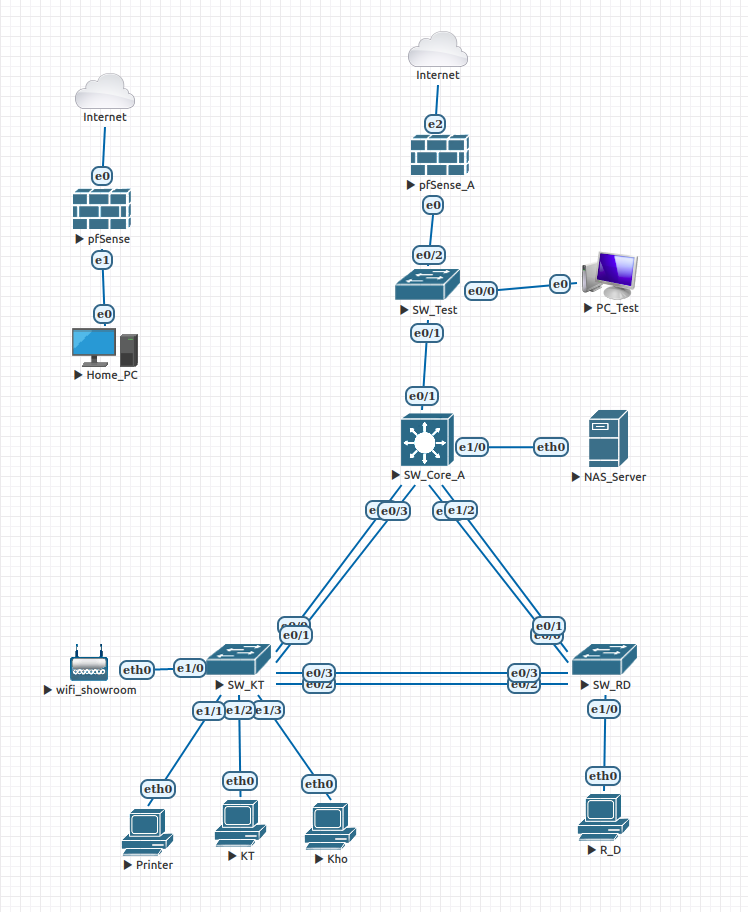 Internet
e2
pfSense_A
e0
Internet
e0
pfSense
e1
e0
Home_PC
e0/2
SW_Test
e0/0
e0
PC_Test
e0/1
e0/1
SW_Core_A
e1/0
eth0
NAS_Server
e0/3
e1/2
e0/1
e0/1
wifi_showroom
eth0
e1/0
SW_KT
e0/3
e0/2
e0/3
e0/2
SW_RD
e1/1
e1/2
e1/3
e1/0
eth0
eth0
eth0
eth0
Printer
KT
Kho
R_D